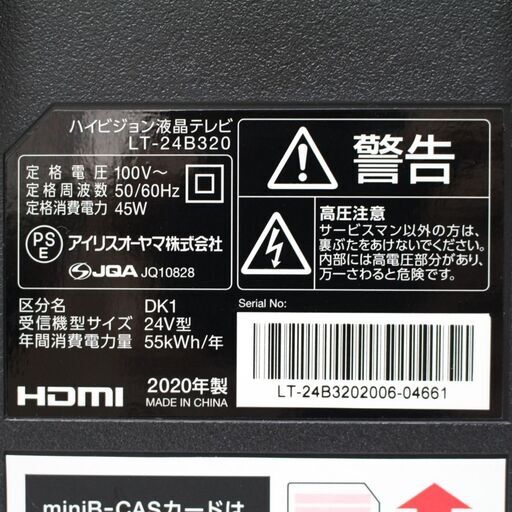 ハイビジョン液晶テレビ
LT-24B320
定格電圧 100V～
定格周波数 50/60Hz
定格消費電力 45W
PS
E
アイリスオーヤマ株式会社
JQA JQ10828
警告
高圧注意
サービスマン以外の方は、
裏ぶたをあけないでください。
内部には高電圧部分があり、
万一さわると危険です。
区分名 DK1
受信機型サイズ 24V型
年間消費電力量 55kWh/年
HDMI
2020年製
MADE IN CHINA
Serial No:
LT-24B3202006-04661
miniB-CASカードは